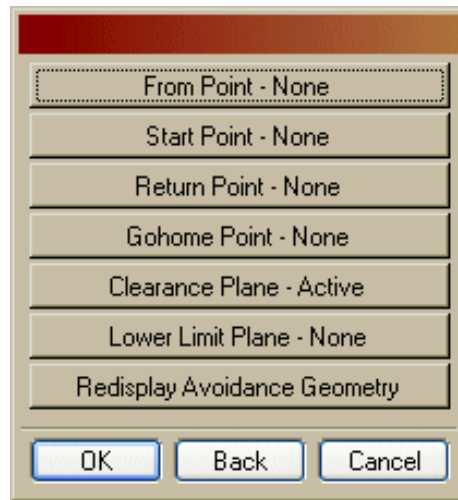 From Point - None
Start Point - None
Return Point - None
Gohome Point - None
Clearance Plane - Active
Lower Limit Plane - None
Redisplay Avoidance Geometry
OK Back Cancel